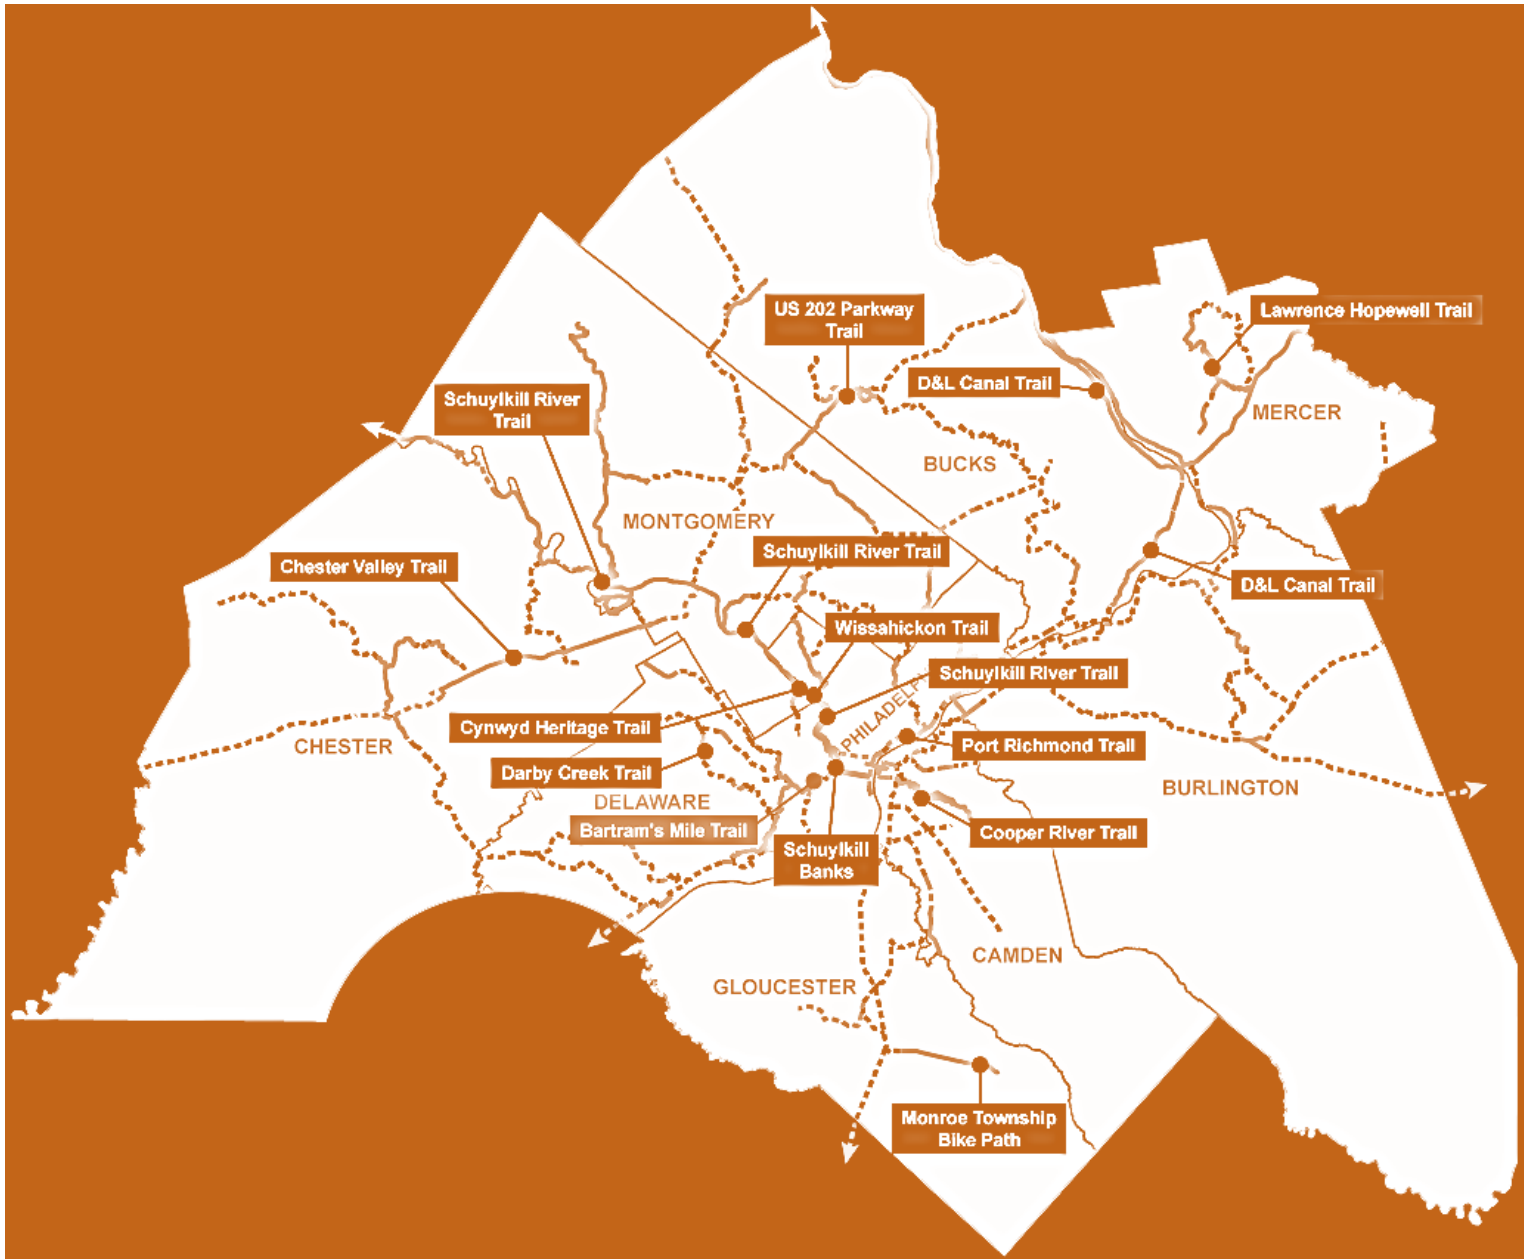 US 202 Parkway
Trail
Lawrence Hopewell Trail
D&L Canal Trail
Schuylkill River
Trail
MERCER
BUCKS
MONTGOMERY
Schuylkill River Trail
Chester Valley Trail
D&L Canal Trail
Wissahickon Trail
Schuylkill River Trail
PHILADELP
Cynwyd Heritage Trail
CHESTER
Port Richmond Trail
Darby Creek Trail
BURLINGTON
DELAWARE
Bartram's Mile Trail
Cooper River Trail
Schuylkill
Banks
CAMDEN
GLOUCESTER
Monroe Township
Bike Path